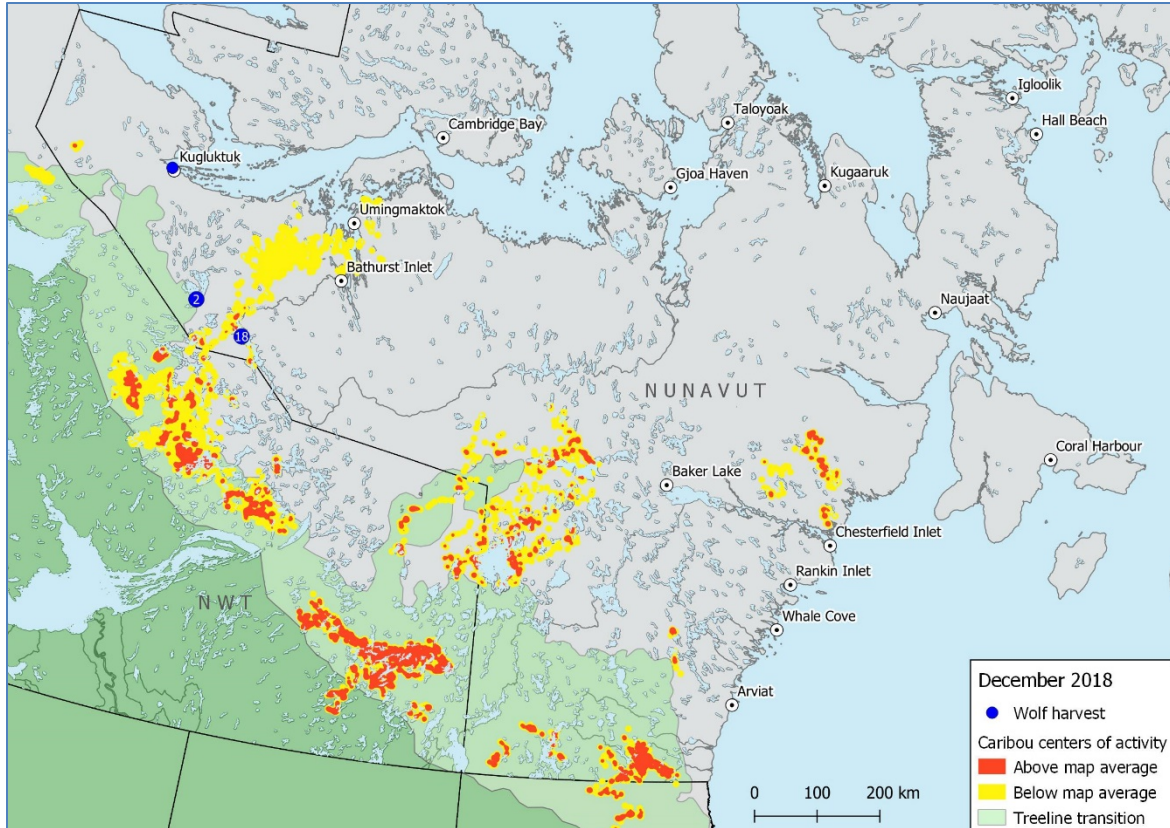 Igloolik
Taloyoak
Hall Beach
Cambridge Bay
Kugluktuk
Gjoa Haven
Kugaaruk
Umingmaktok
Bathurst Inlet
2
Naujaat
18
NUNAVUT
Coral Harbour
Baker Lake
Chesterfield Inlet
Rankin Inlet
NWT
Whale Cove
Arviat
December 2018
Wolf harvest
Caribou centers of activity
Above map average
Below map average
Treeline transition
0 100 200 km